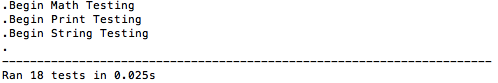 .Begin Math Testing
.Begin Print Testing
.Begin String Testing
.
----------------------------------------------------------------------
Ran 18 tests in 0.025s